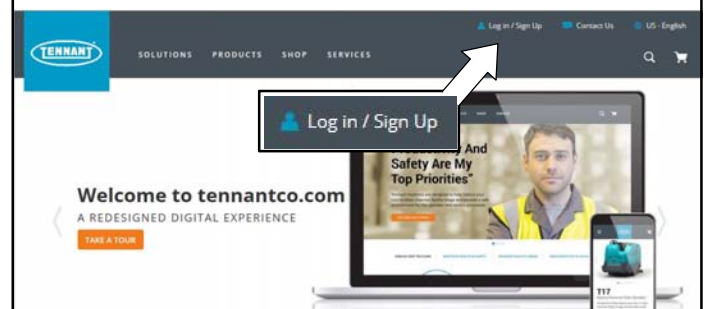 Log in / Sign Up Contact Us US - English
TENNANT
SOLUTIONS PRODUCTS SHOP SERVICES
Log in / Sign Up
And
Safety Are My
Top Priorities"
Welcome to tennantco.com
A REDESIGNED DIGITAL EXPERIENCE
TAKE A TOUR
T17